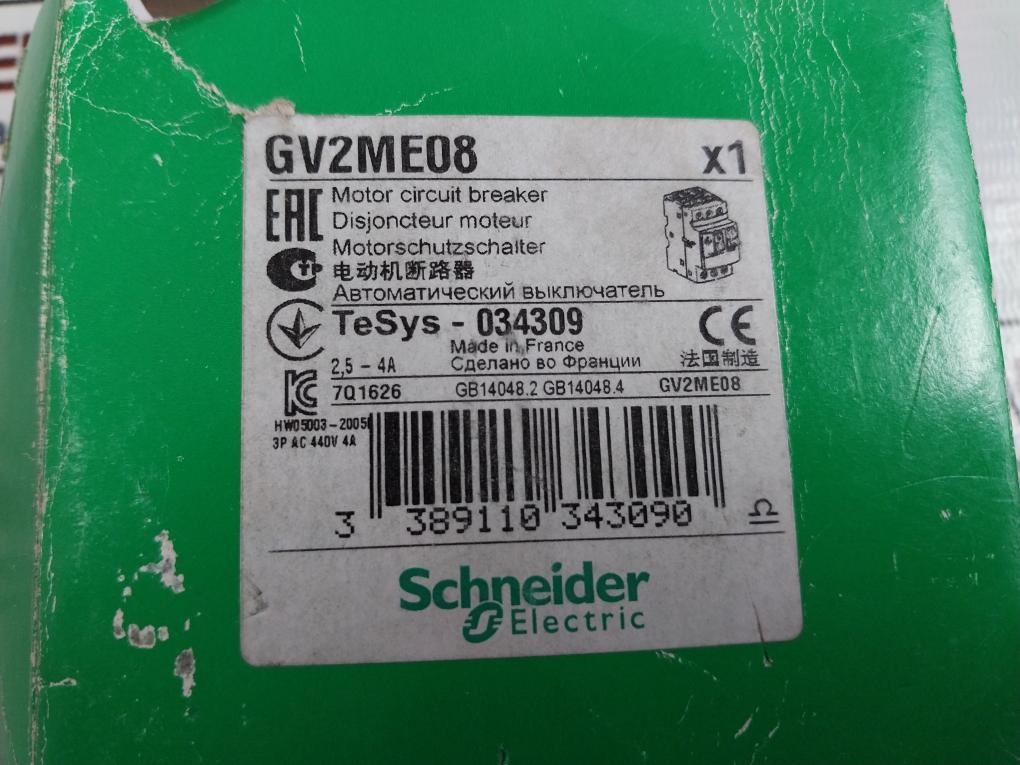 GV2ME08 x1
EAC
Motor circuit breaker
Disjoncteur moteur
Motorschutzschalter
电动机断路器
Автоматический выключатель
TeSys - 034309
CE
Made in France
2,5 - 4A Сделано во Франции 法国制造
7Q1626 GB14048.2 GB14048.4 GV2ME08
HW05003-2005
3P AC 440V 4A
3 389110 343090
Schneider
Electric